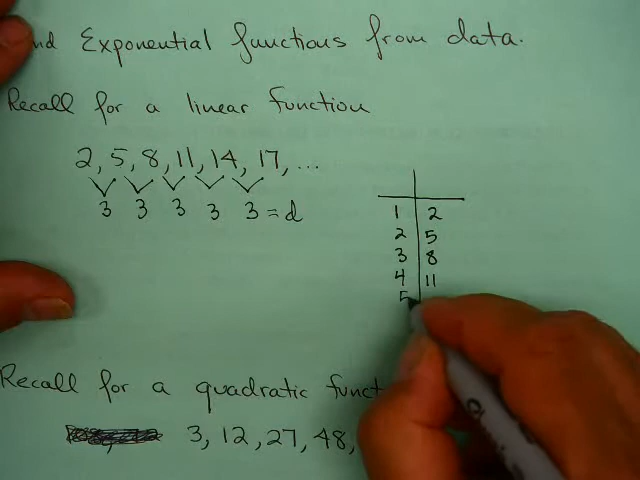 nd Exponential functions from data.
Recall for a linear function
2, 5, 8, 11, 14, 17, ...
3 3 3 3 3 = d
1 2
2 5
3 8
4 11
5
Recall for a quadratic funct
3, 12, 27, 48,